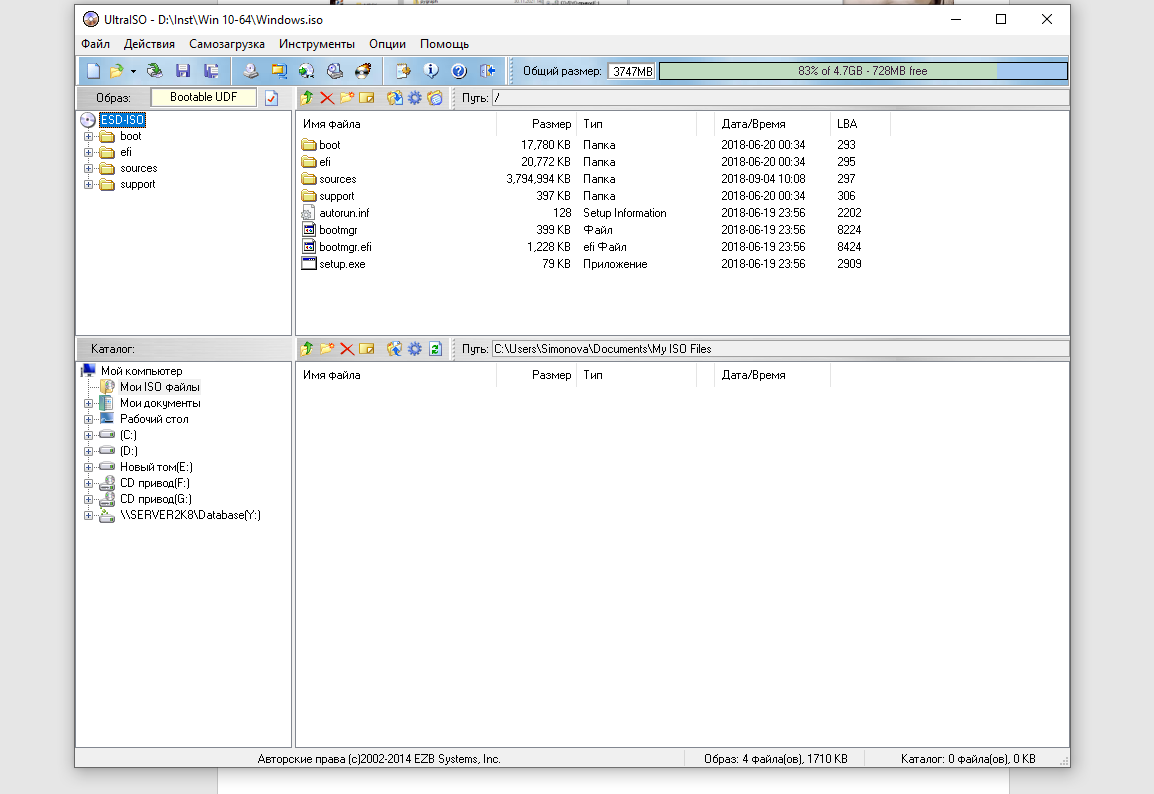 UltraISO - D:\Inst\Win 10-64\Windows.iso
Файл Действия Самозагрузка Инструменты Опции Помощь
Общий размер: 3747MB 83% of 4.7GB - 728MB free
Образ: Bootable UDF Путь: /
ESD-ISO
boot
efi
sources
support
Имя файла Размер Тип Дата/Время LBA
boot 17,780 KB Папка 2018-06-20 00:34 293
efi 20,772 KB Папка 2018-06-20 00:34 295
sources 3,794,994 KB Папка 2018-09-04 10:08 297
support 397 KB Папка 2018-06-20 00:34 306
autorun.inf 128 Setup Information 2018-06-19 23:56 2202
bootmgr 399 KB Файл 2018-06-19 23:56 8224
bootmgr.efi 1,228 KB efi Файл 2018-06-19 23:56 8424
setup.exe 79 KB Приложение 2018-06-19 23:56 2909
Каталог: Путь: C:\Users\Simonova\Documents\My ISO Files
Мой компьютер
Мои ISO файлы
Мои документы
Рабочий стол
(C:)
(D:)
Новый том(E:)
CD привод(F:)
CD привод(G:)
\\SERVER2K8\Database(Y:)
Имя файла Размер Тип Дата/Время
Авторские права (c)2002-2014 EZB Systems, Inc. Образ: 4 файла(ов), 1710 KB Каталог: 0 файла(ов), 0 KB